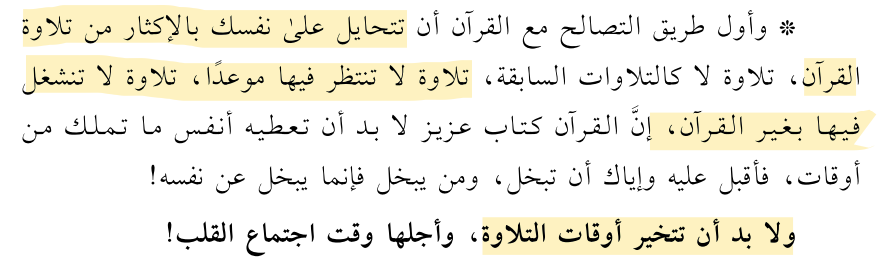 * وأول طريق التصالح مع القرآن أن تتحايل علىٰ نفسك بالإكثار من تلاوة
القرآن، تلاوة لا كالتلاوات السابقة، تلاوة لا تنتظر فيها موعدًا، تلاوة لا تنشغل
فيها بغير القرآن، إنَّ القرآن كتاب عزيز لا بد أن تعطيه أنفس ما تملك من
أوقات، فأقبل عليه وإياك أن تبخل، ومن يبخل فإنما يبخل عن نفسه!
ولا بد أن تتخير أوقات التلاوة، وأجلها وقت اجتماع القلب!